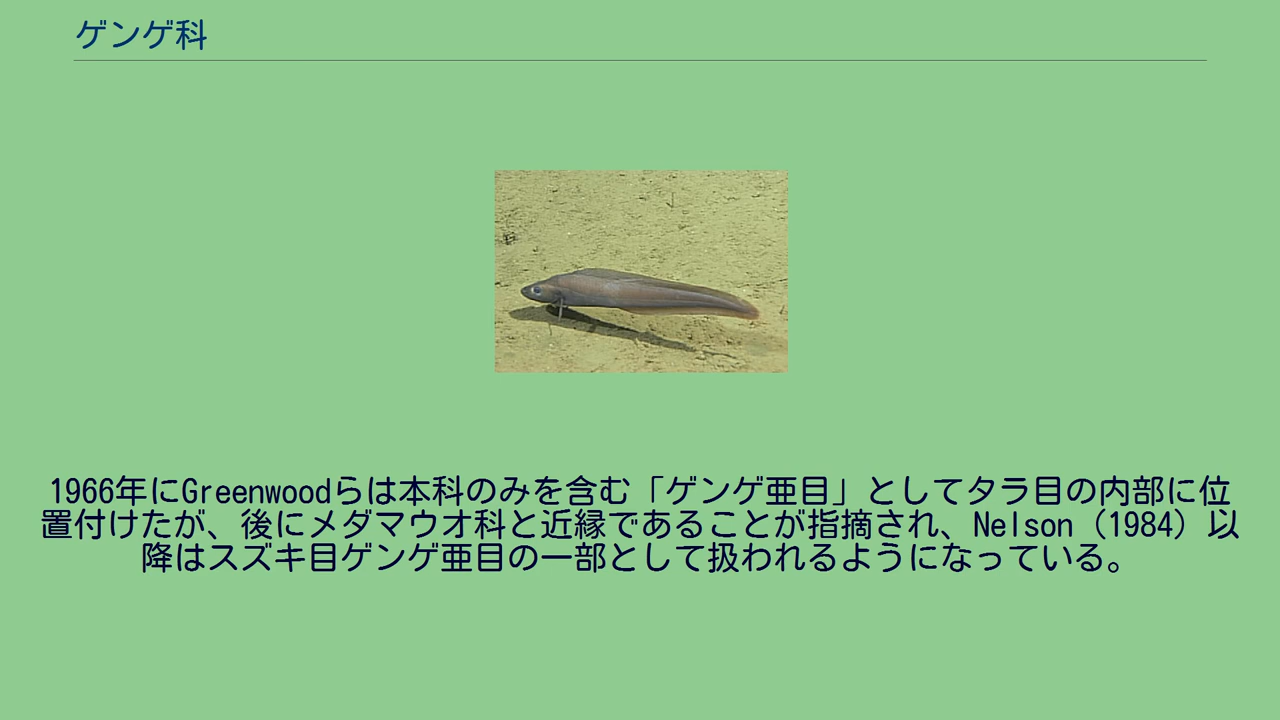 ゲンゲ科
1966年にGreenwoodらは本科のみを含む「ゲンゲ亜目」としてタラ目の内部に位
置付けたが、後にメダマウオ科と近縁であることが指摘され、Nelson（1984）以
降はスズキ目ゲンゲ亜目の一部として扱われるようになっている。